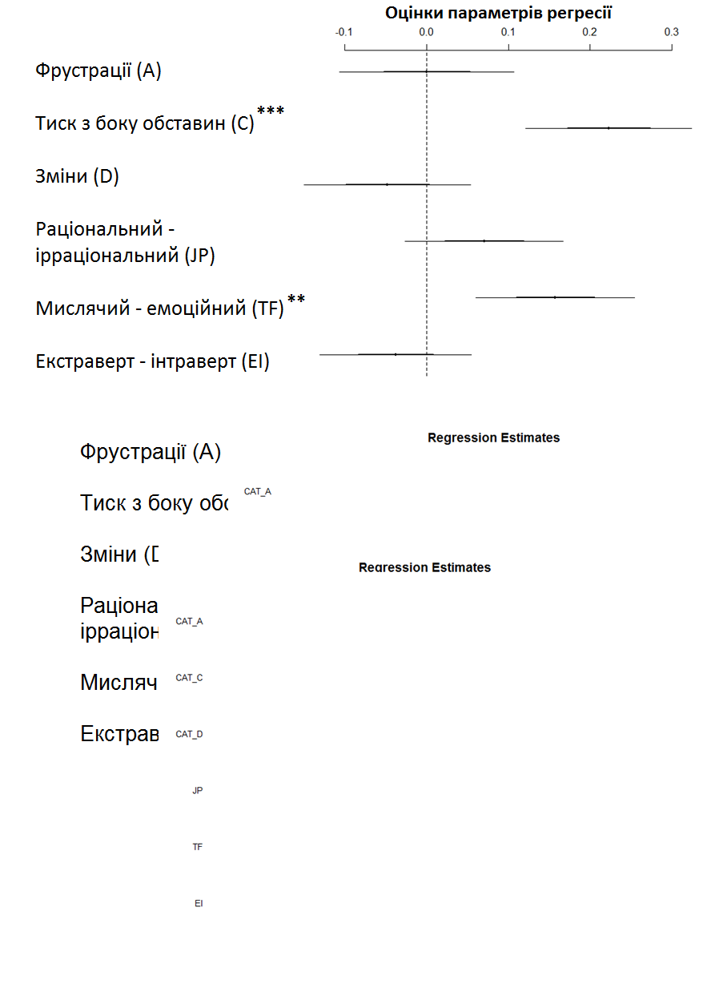 Оцінки параметрів регресії
-0.1 0.0 0.1 0.2 0.3
Фрустрації (A)
Тиск з боку обставин (C)***
Зміни (D)
Раціональний -
ірраціональний (JP)
Мислячий - емоційний (TF)**
Екстраверт - інтраверт (EI)
Regression Estimates
Фрустрації (A)
CAT_A
Тиск з боку обс
Зміни (D
Regression Estimates
Раціона
ірраціон
CAT_A
Мисляч
CAT_C
Екстрав
CAT_D
JP
TF
EI